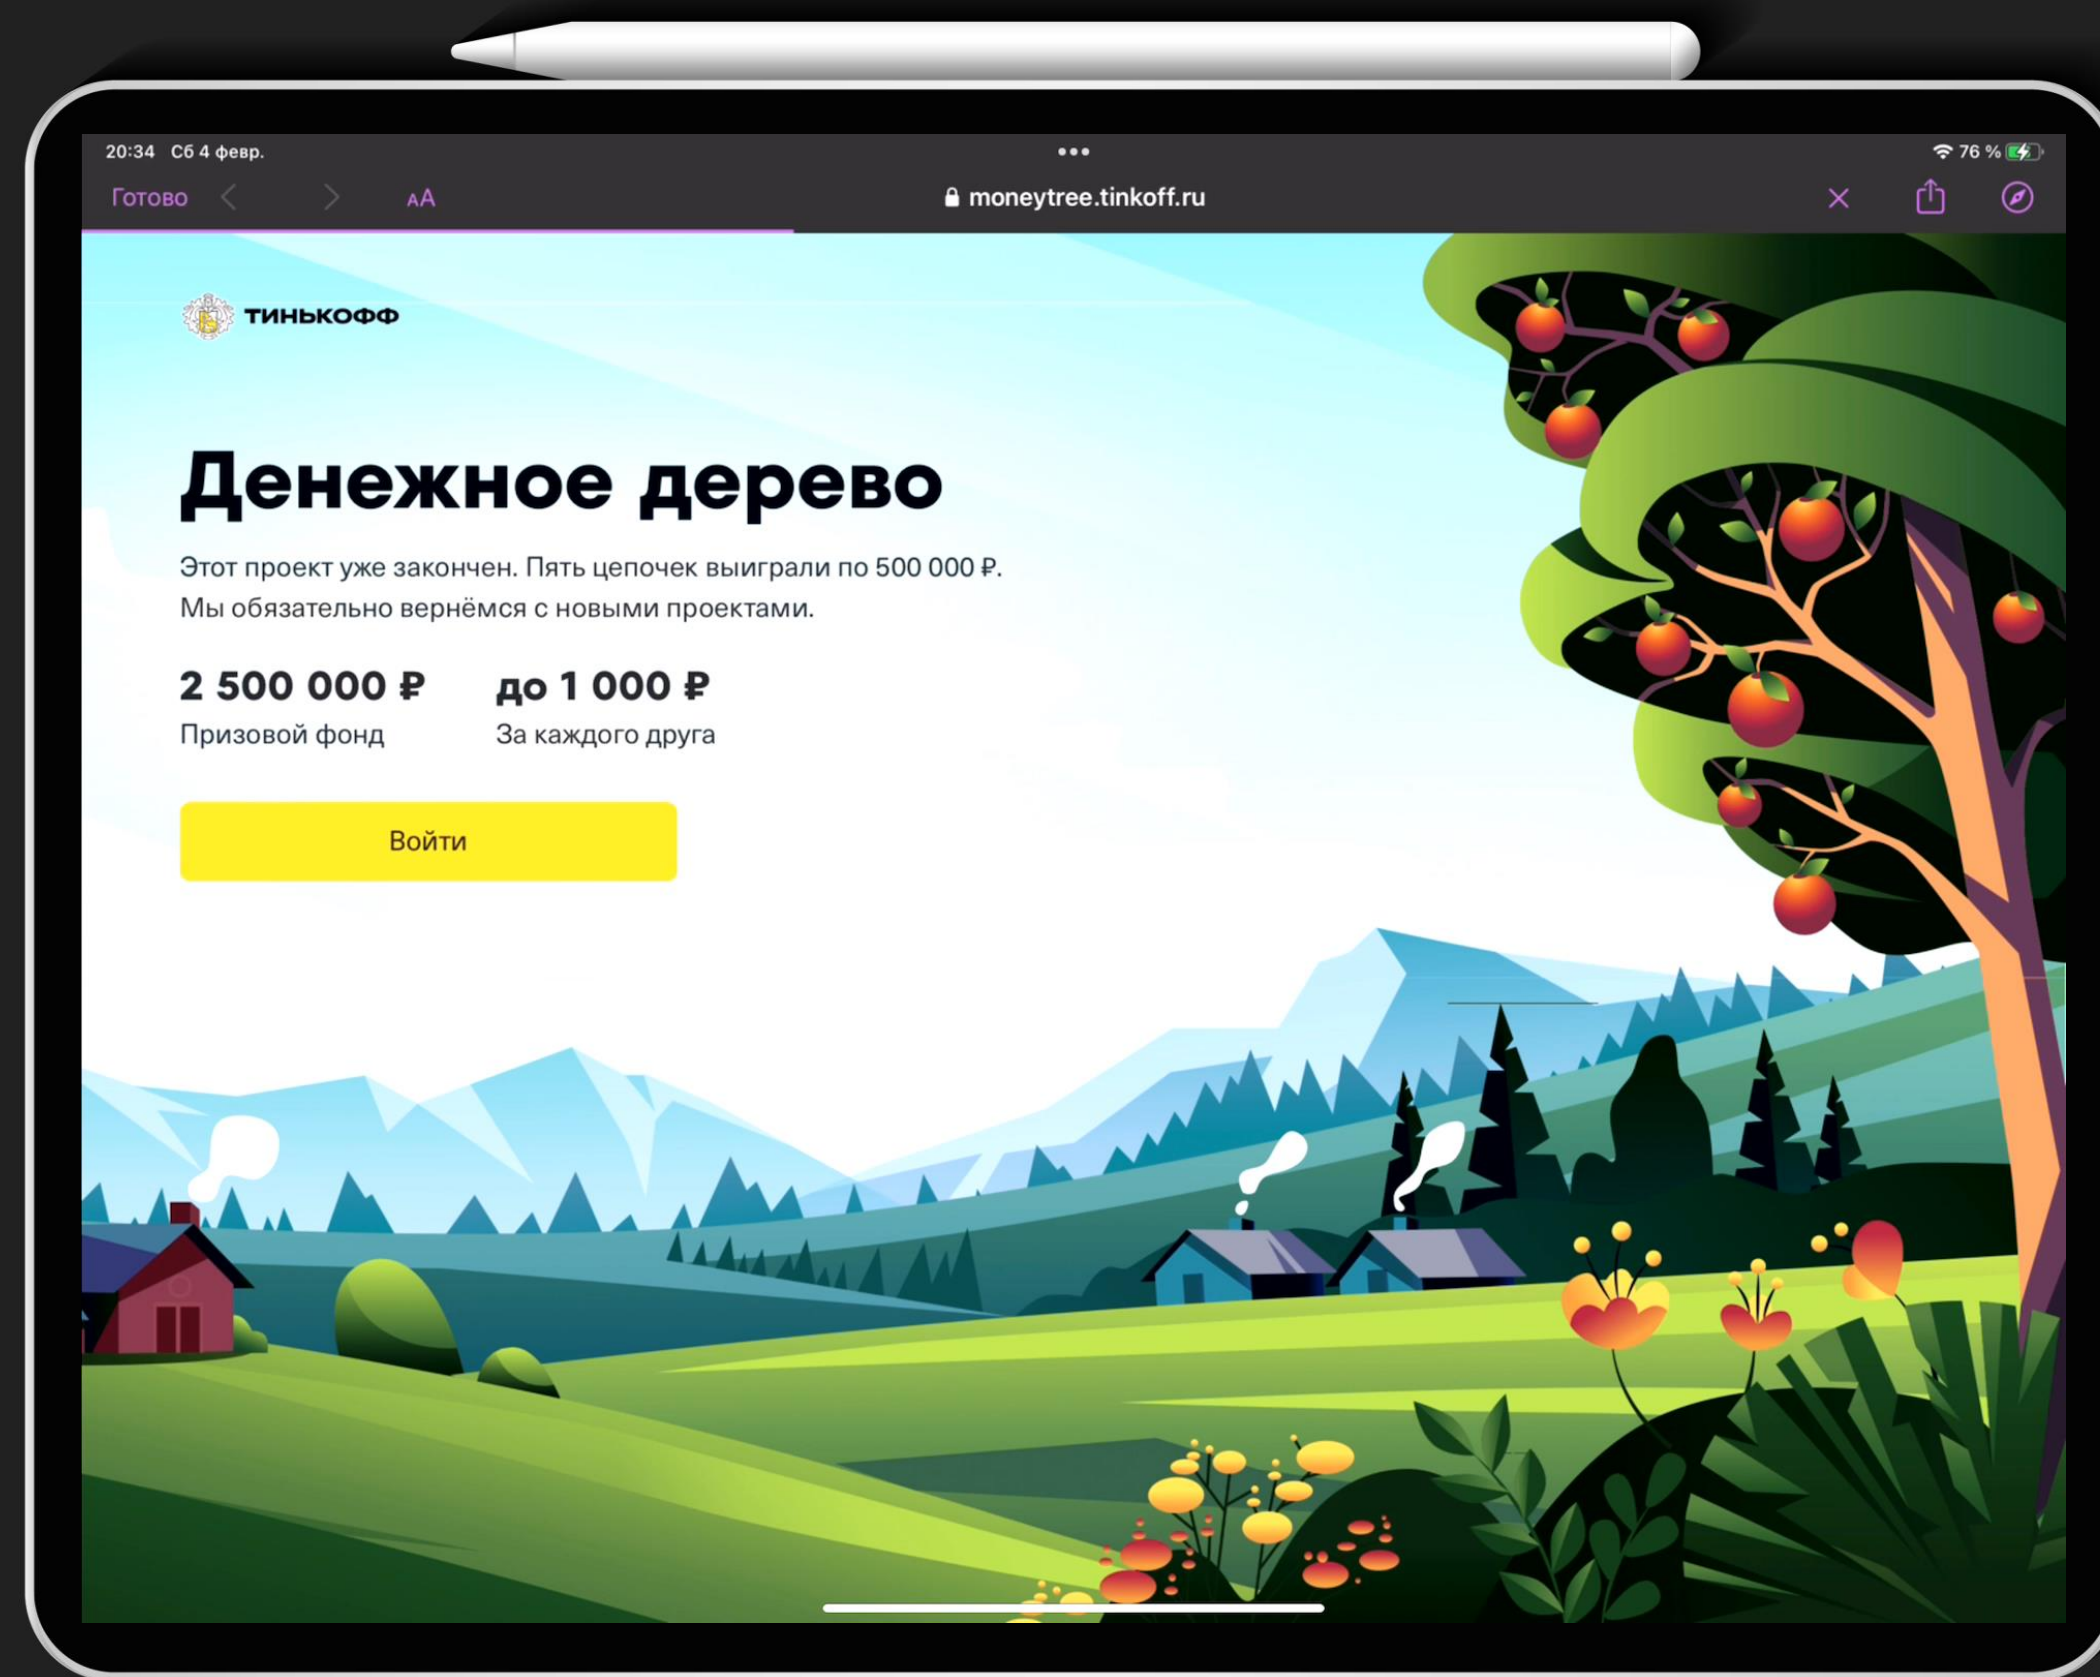 20:34 Сб 4 февр.
76 %
Готово
AA
moneytree.tinkoff.ru
ТИНЬКОФФ
Денежное дерево
Этот проект уже закончен. Пять цепочек выиграли по 500 000 ₽.
Мы обязательно вернёмся с новыми проектами.
2 500 000 ₽
Призовой фонд
до 1 000 ₽
За каждого друга
Войти